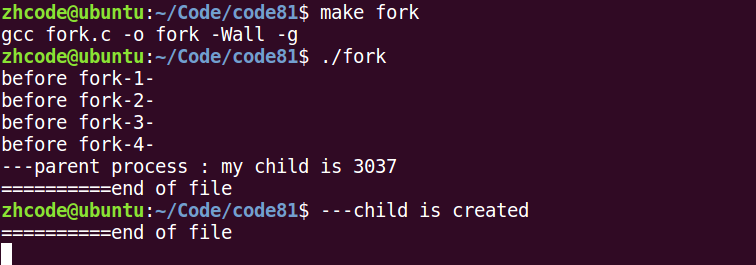 zhcode@ubuntu:~/Code/code81$ make fork
gcc fork.c -o fork -Wall -g
zhcode@ubuntu:~/Code/code81$ ./fork
before fork-1-
before fork-2-
before fork-3-
before fork-4-
---parent process : my child is 3037
==========end of file
zhcode@ubuntu:~/Code/code81$ ---child is created
==========end of file